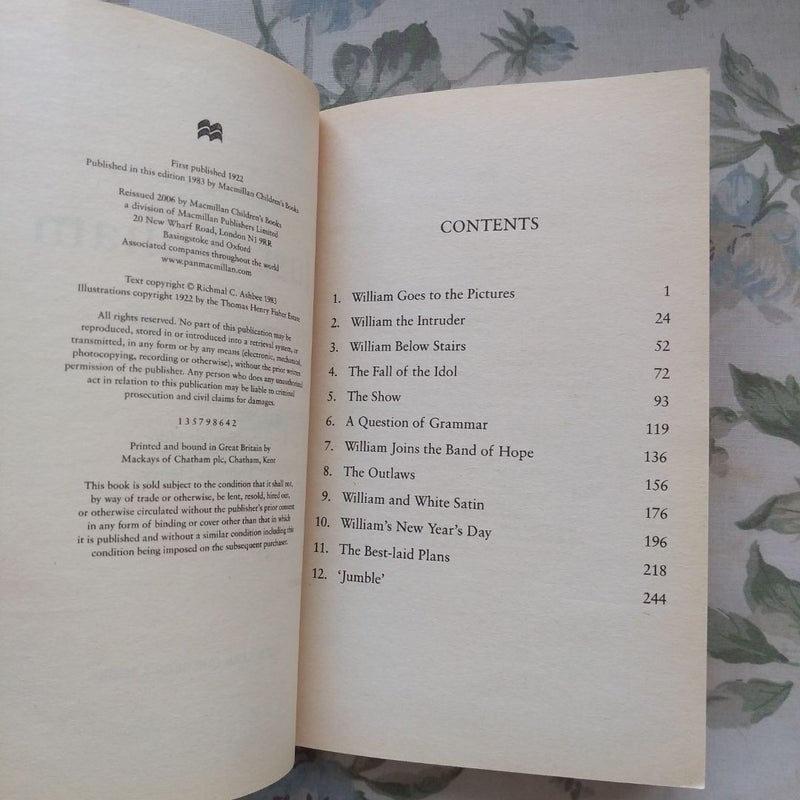 First published 1922
Published in this edition 1983 by Macmillan Children's Books
Reissued 2006 by Macmillan Children's Books
a division of Macmillan Publishers Limited
20 New Wharf Road, London N1 9RR
Basingstoke and Oxford
Associated companies throughout the world
www.panmacmillan.com
Text copyright © Richmal C. Ashbee 1983
Illustrations copyright 1922 by the Thomas Henry Fisher Estate
All rights reserved. No part of this publication may be
reproduced, stored in or introduced into a retrieval system, or
transmitted, in any form or by any means (electronic, mechanical,
photocopying, recording or otherwise), without the prior written
permission of the publisher. Any person who does any unauthorized
act in relation to this publication may be liable to criminal
prosecution and civil claims for damages.
1 3 5 7 9 8 6 4 2
Printed and bound in Great Britain by
Mackays of Chatham plc, Chatham, Kent
This book is sold subject to the condition that it shall not,
by way of trade or otherwise, be lent, resold, hired out,
or otherwise circulated without the publisher's prior consent
in any form of binding or cover other than that in which
it is published and without a similar condition including this
condition being imposed on the subsequent purchaser.
CONTENTS
1. William Goes to the Pictures 1
2. William the Intruder 24
3. William Below Stairs 52
4. The Fall of the Idol 72
5. The Show 93
6. A Question of Grammar 119
7. William Joins the Band of Hope 136
8. The Outlaws 156
9. William and White Satin 176
10. William's New Year's Day 196
11. The Best-laid Plans 218
12. 'Jumble' 244